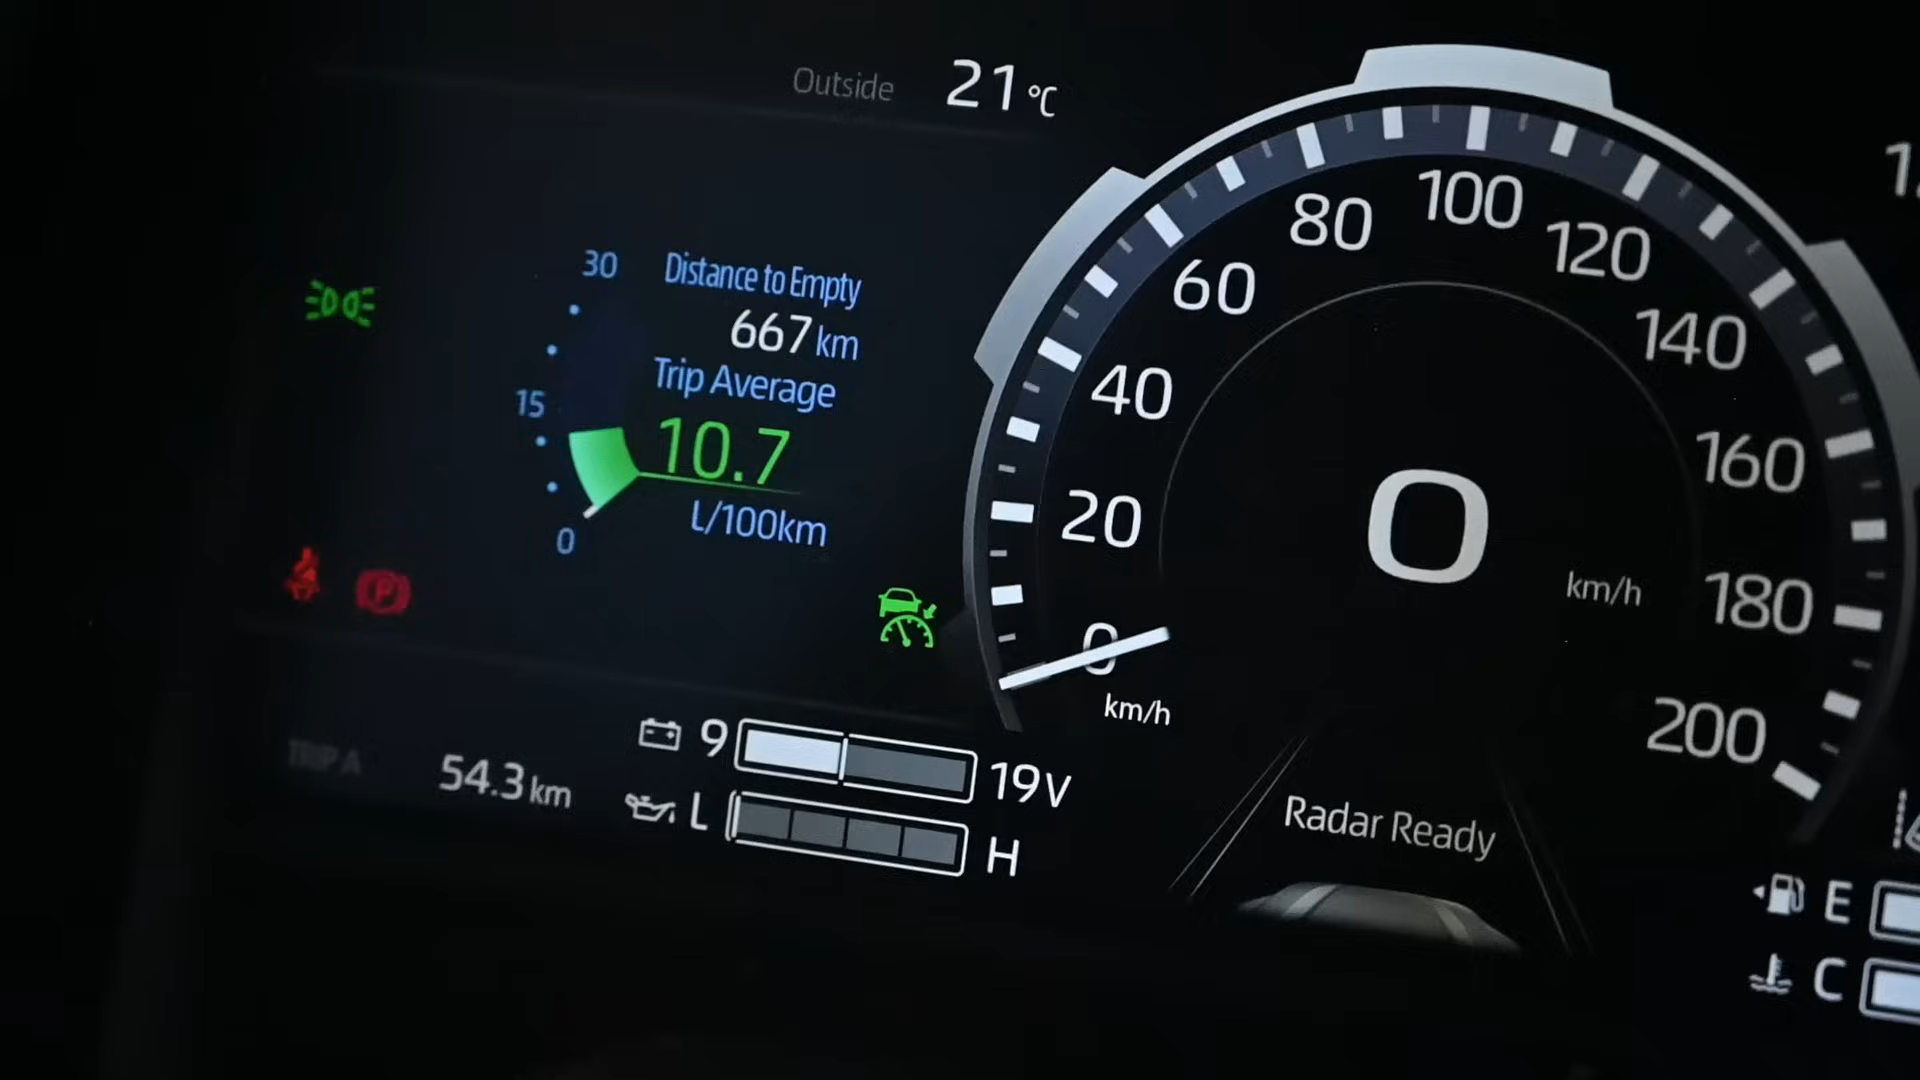 Outside 21°C
30
Distance to Empty
667 km
Trip Average
15
10.7
L/100km
0
P
TRIP A 54.3 km
9 19V
L H
0
20
40
60
80
100
120
140
160
180
200
km/h
0
km/h
Radar Ready
E
C